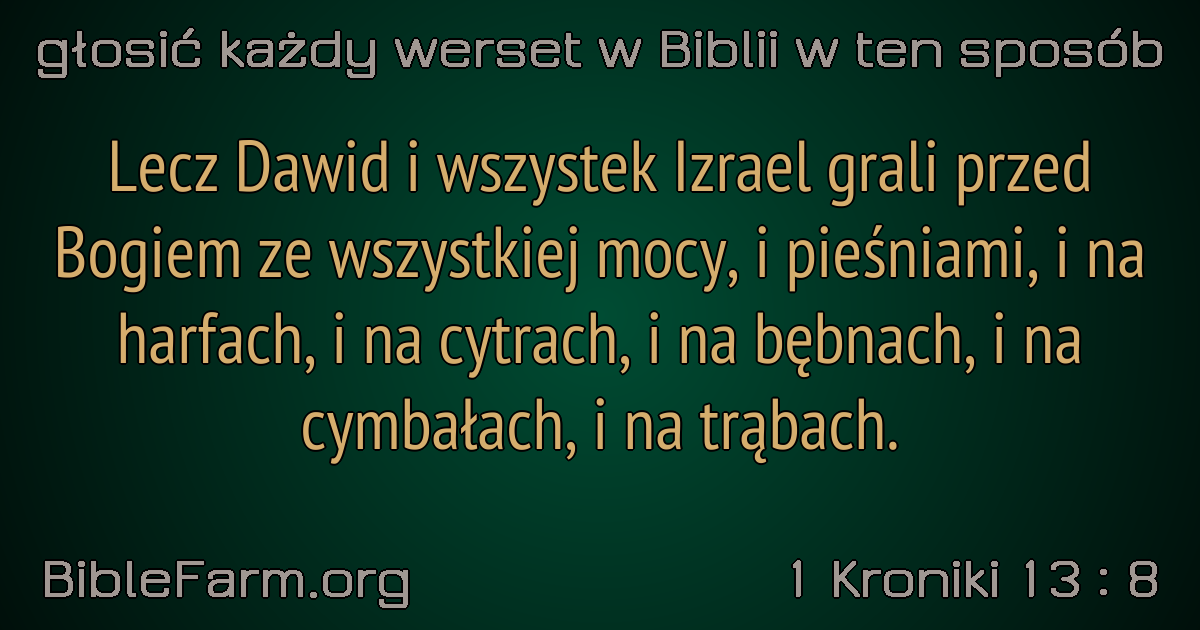 głosić każdy werset w Biblii w ten sposób
Lecz Dawid i wszystek Izrael grali przed
Bogiem ze wszystkiej mocy, i pieśniami, i na
harfach, i na cytrach, i na bębnach, i na
cymbałach, i na trąbach.
BibleFarm.org
1 Kroniki 13 : 8